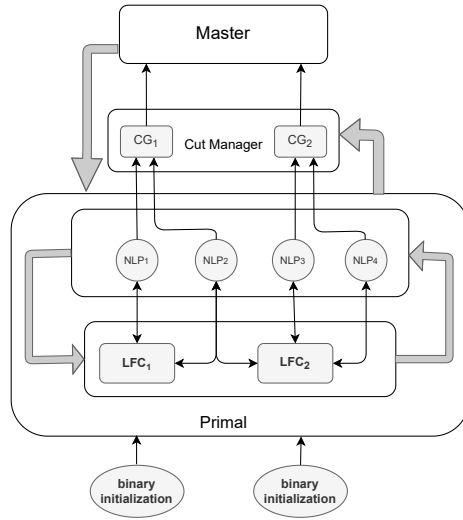 Master
CG1
Cut Manager
CG2
NLP1
NLP2
NLP3
NLP4
LFC1
LFC2
Primal
binary
initialization
binary
initialization